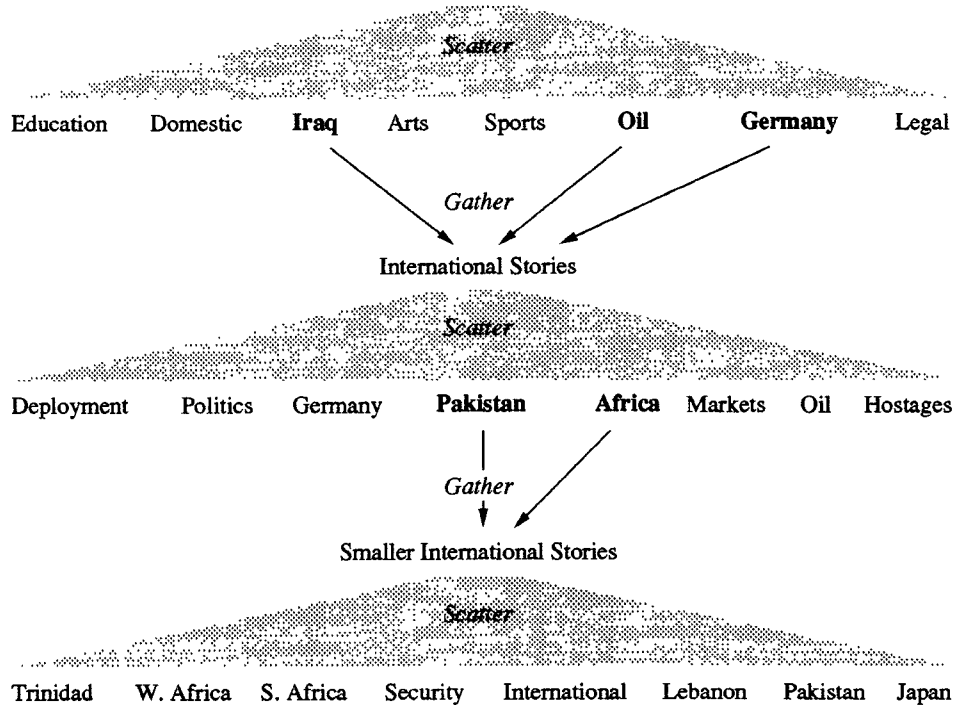 Scatter
Education Domestic Iraq Arts Sports Oil Germany Legal
Gather
International Stories
Scatter
Deployment Politics Germany Pakistan Africa Markets Oil Hostages
Gather
Smaller International Stories
Scatter
Trinidad W. Africa S. Africa Security International Lebanon Pakistan Japan